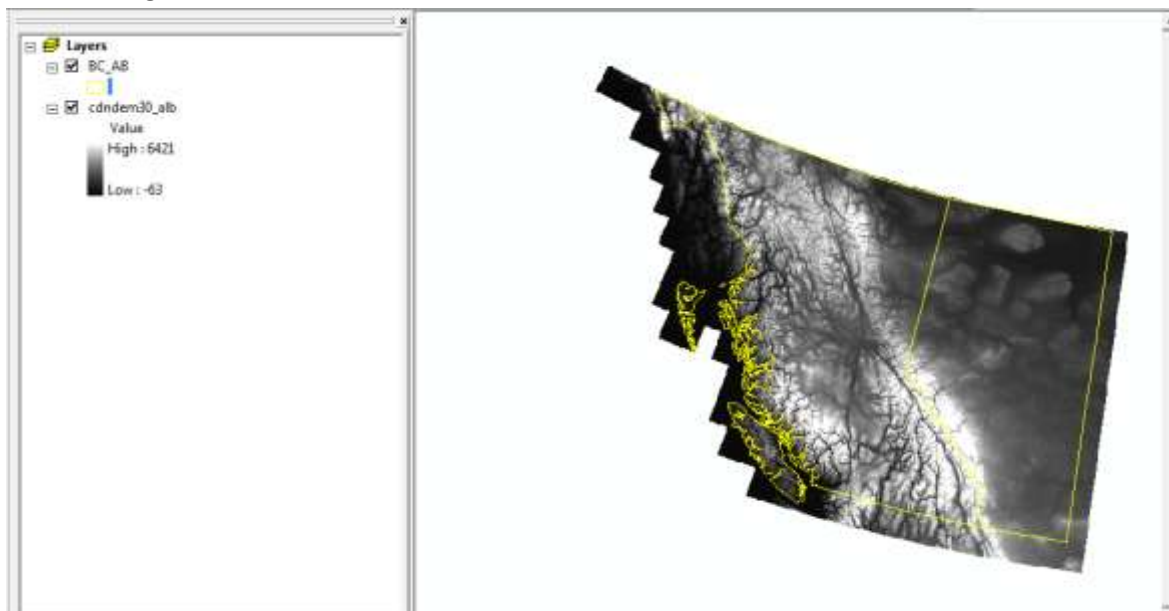 Layers
BC_AB
cdndem30_alb
Value
High : 6421
Low : -63